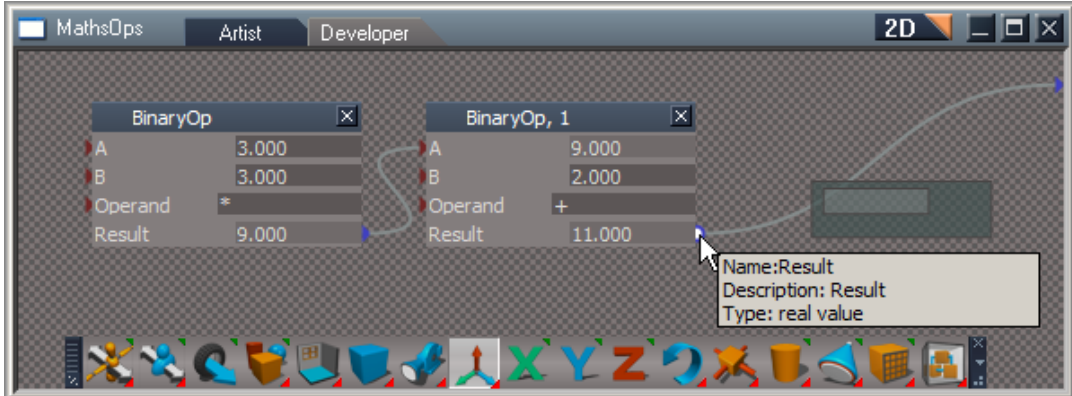 MathsOps Artist Developer 2D
BinaryOp BinaryOp, 1
A 3.000 A 9.000
B 3.000 B 2.000
Operand * Operand +
Result 9.000 Result 11.000
Name:Result
Description: Result
Type: real value
X Y Z